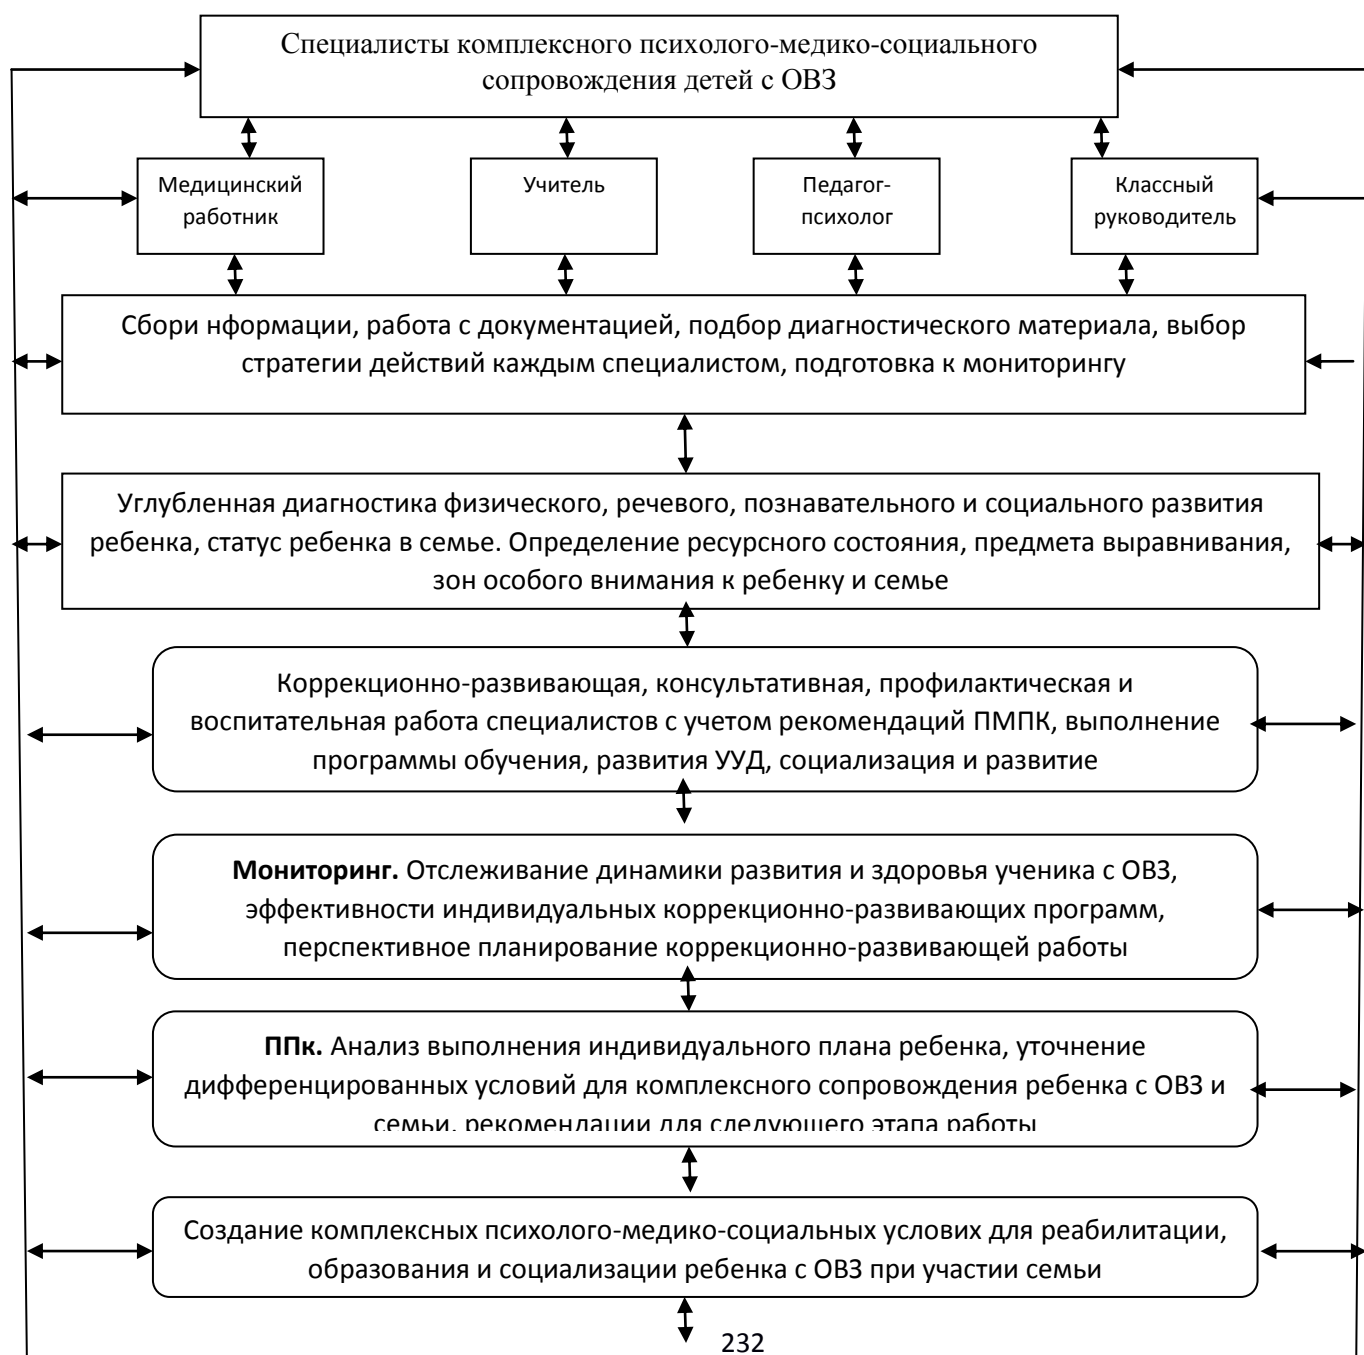 Специалисты комплексного психолого-медико-социального
сопровождения детей с ОВЗ
Медицинский
работник
Учитель
Педагог-
психолог
Классный
руководитель
Сбори нформации, работа с документацией, подбор диагностического материала, выбор
стратегии действий каждым специалистом, подготовка к мониторингу
Углубленная диагностика физического, речевого, познавательного и социального развития
ребенка, статус ребенка в семье. Определение ресурсного состояния, предмета выравнивания,
зон особого внимания к ребенку и семье
Коррекционно-развивающая, консультативная, профилактическая и
воспитательная работа специалистов с учетом рекомендаций ПМПК, выполнение
программы обучения, развития УУД, социализация и развитие
Мониторинг. Отслеживание динамики развития и здоровья ученика с ОВЗ,
эффективности индивидуальных коррекционно-развивающих программ,
перспективное планирование коррекционно-развивающей работы
ППк. Анализ выполнения индивидуального плана ребенка, уточнение
дифференцированных условий для комплексного сопровождения ребенка с ОВЗ и
семьи, рекомендации для следующего этапа работы
Создание комплексных психолого-медико-социальных услових для реабилитации,
образования и социализации ребенка с ОВЗ при участии семьи
232